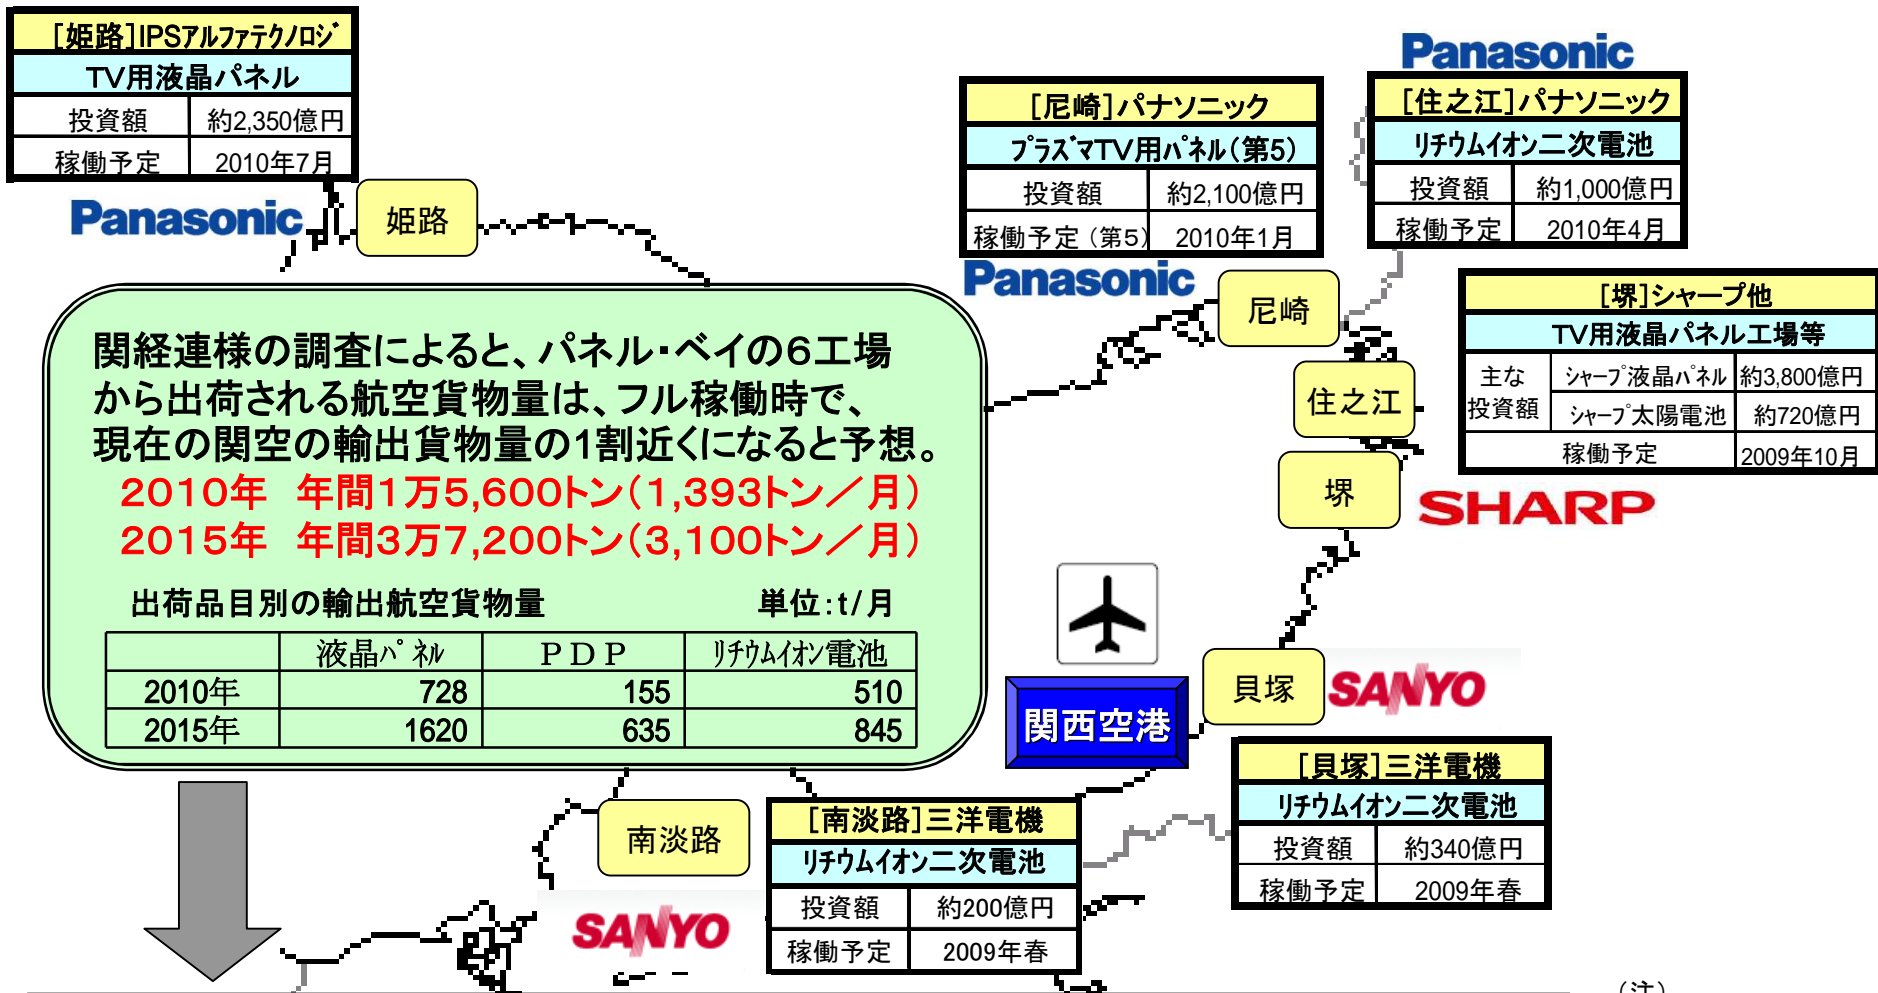 [姫路]IPSアルファテクノロジ
TV用液晶パネル
投資額 約2,350億円
稼働予定 2010年7月
Panasonic
姫路
Panasonic
[尼崎]パナソニック
プラズマTV用パネル(第5)
投資額 約2,100億円
稼働予定(第5) 2010年1月
Panasonic
尼崎
[住之江]パナソニック
リチウムイオン二次電池
投資額 約1,000億円
稼働予定 2010年4月
住之江
[堺]シャープ他
TV用液晶パネル工場等
主な投資額 シャープ液晶パネル 約3,800億円
シャープ太陽電池 約720億円
稼働予定 2009年10月
堺
SHARP
関経連様の調査によると、パネル・ベイの6工場
から出荷される航空貨物量は、フル稼働時で、
現在の関空の輸出貨物量の1割近くになると予想。
2010年 年間1万5,600トン(1,393トン/月)
2015年 年間3万7,200トン(3,100トン/月)
出荷品目別の輸出航空貨物量 単位:t/月
液晶パネル PDP リチウムイオン電池
2010年 728 155 510
2015年 1620 635 845
関西空港
貝塚
SANYO
[貝塚]三洋電機
リチウムイオン二次電池
投資額 約340億円
稼働予定 2009年春
南淡路
SANYO
[南淡路]三洋電機
リチウムイオン二次電池
投資額 約200億円
稼働予定 2009年春
(注)